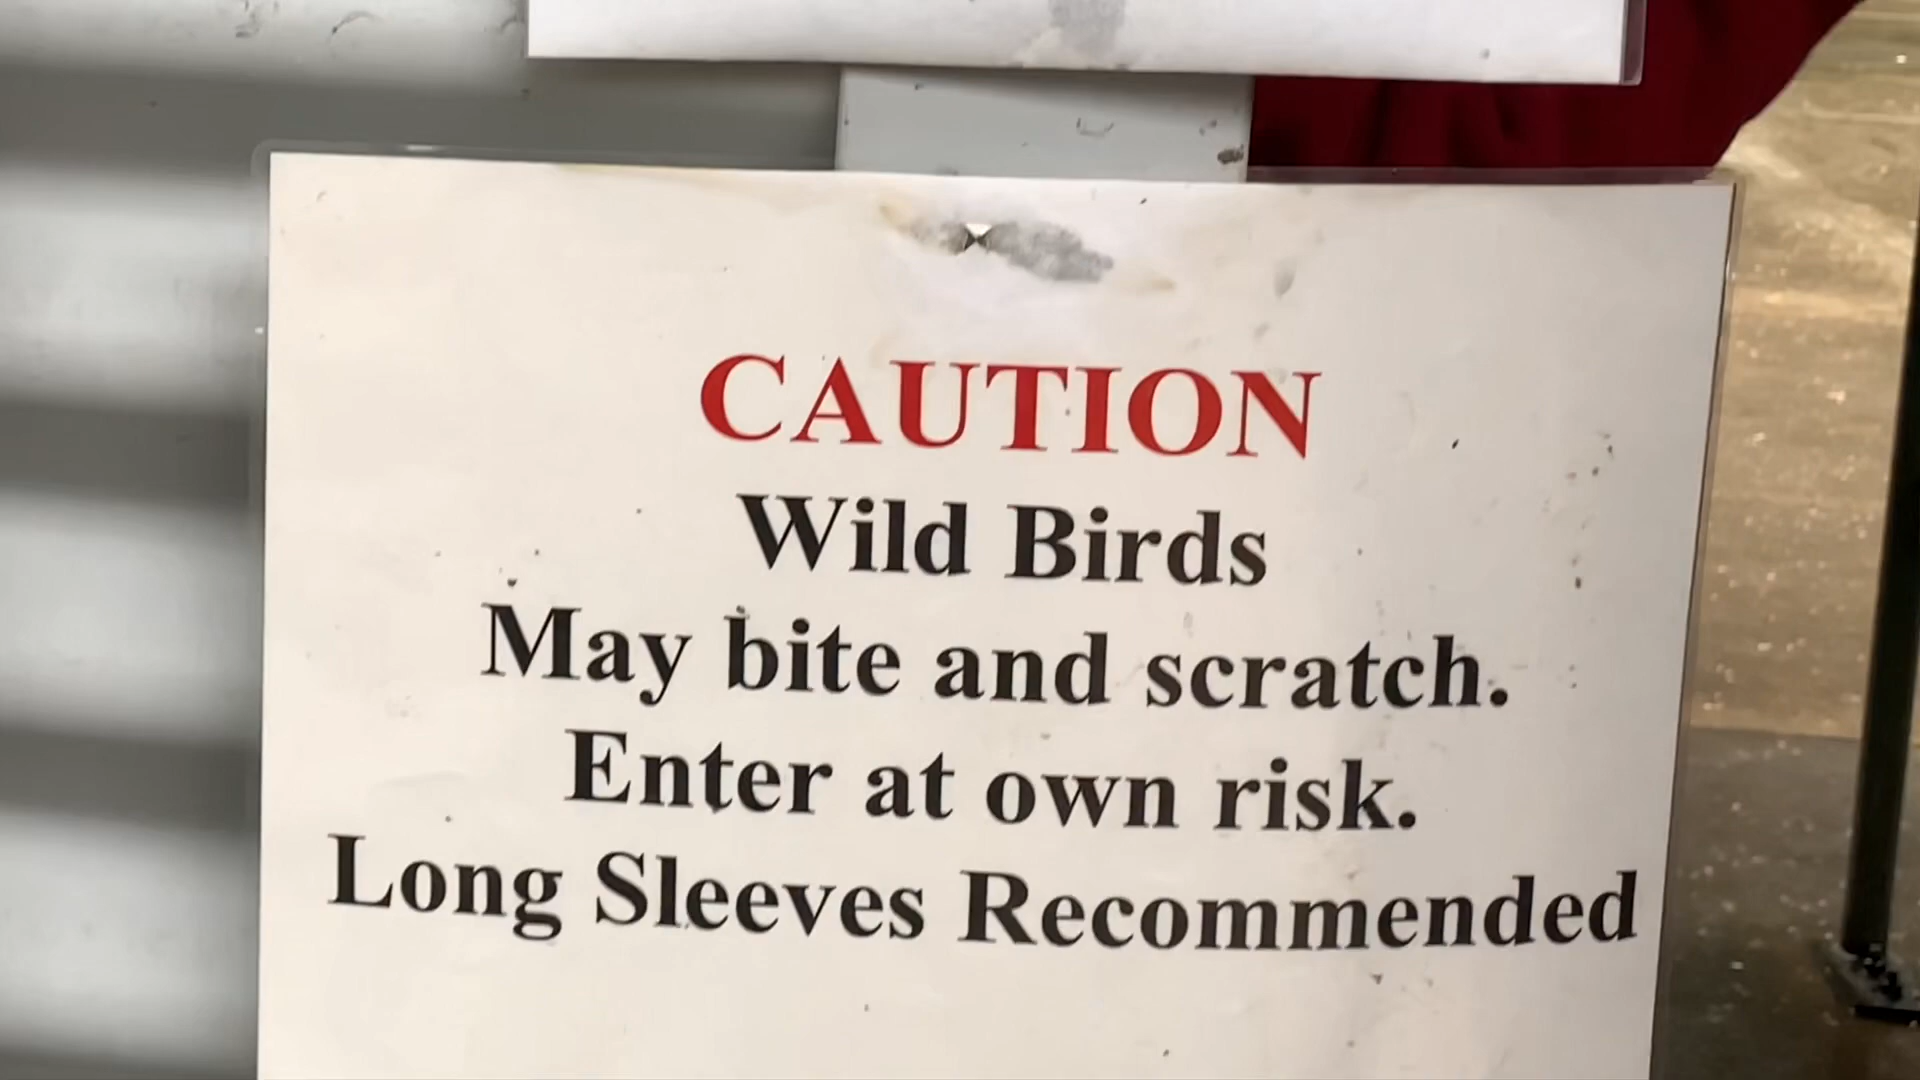 CAUTION
Wild Birds
May bite and scratch.
Enter at own risk.
Long Sleeves Recommended